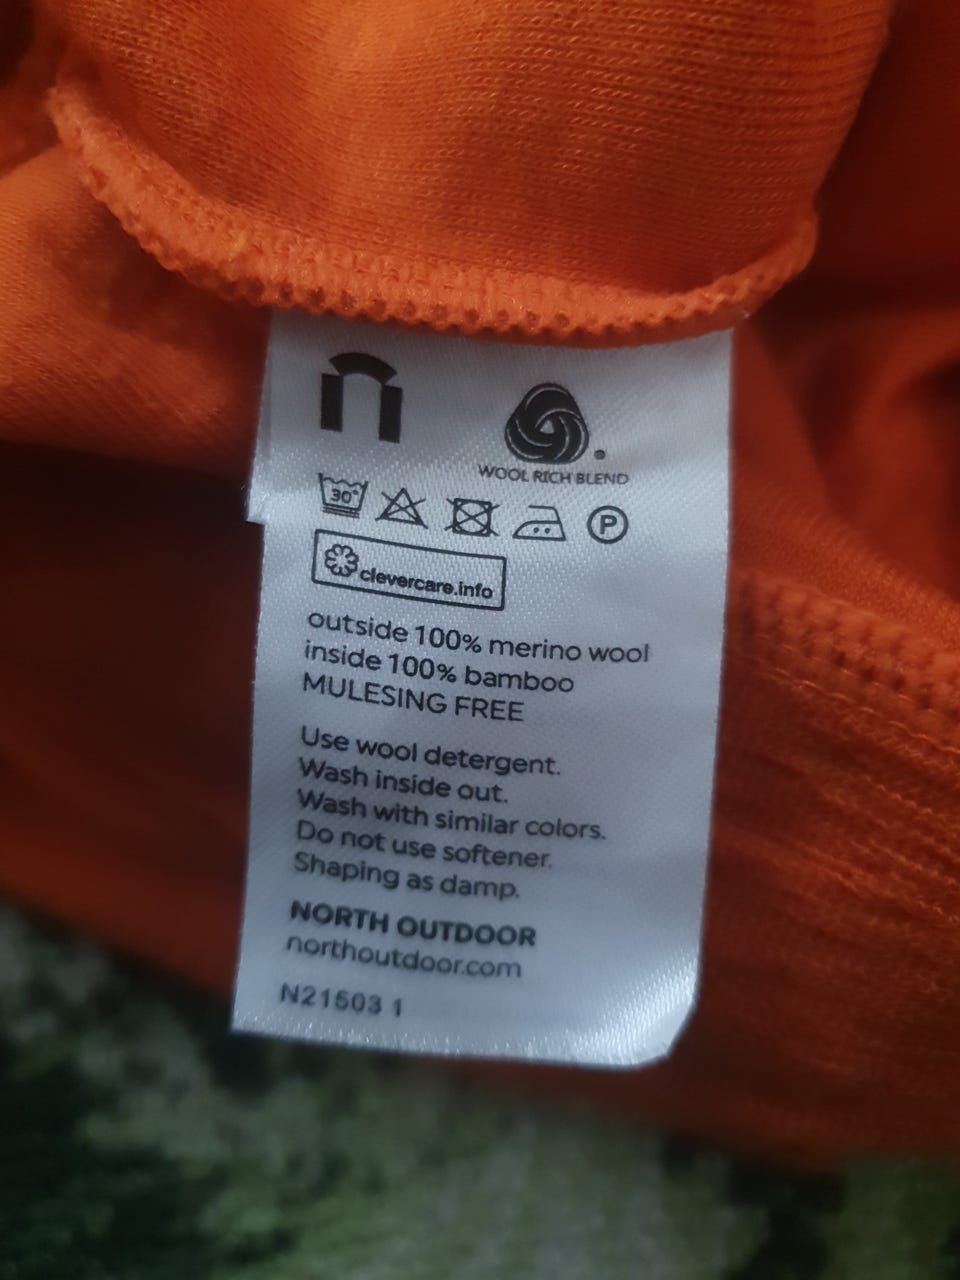 WOOL RICH BLEND
30°
P
clevercare.info
outside 100% merino wool
inside 100% bamboo
MULESING FREE
Use wool detergent.
Wash inside out.
Wash with similar colors.
Do not use softener.
Shaping as damp.
NORTH OUTDOOR
northoutdoor.com
N21503 1